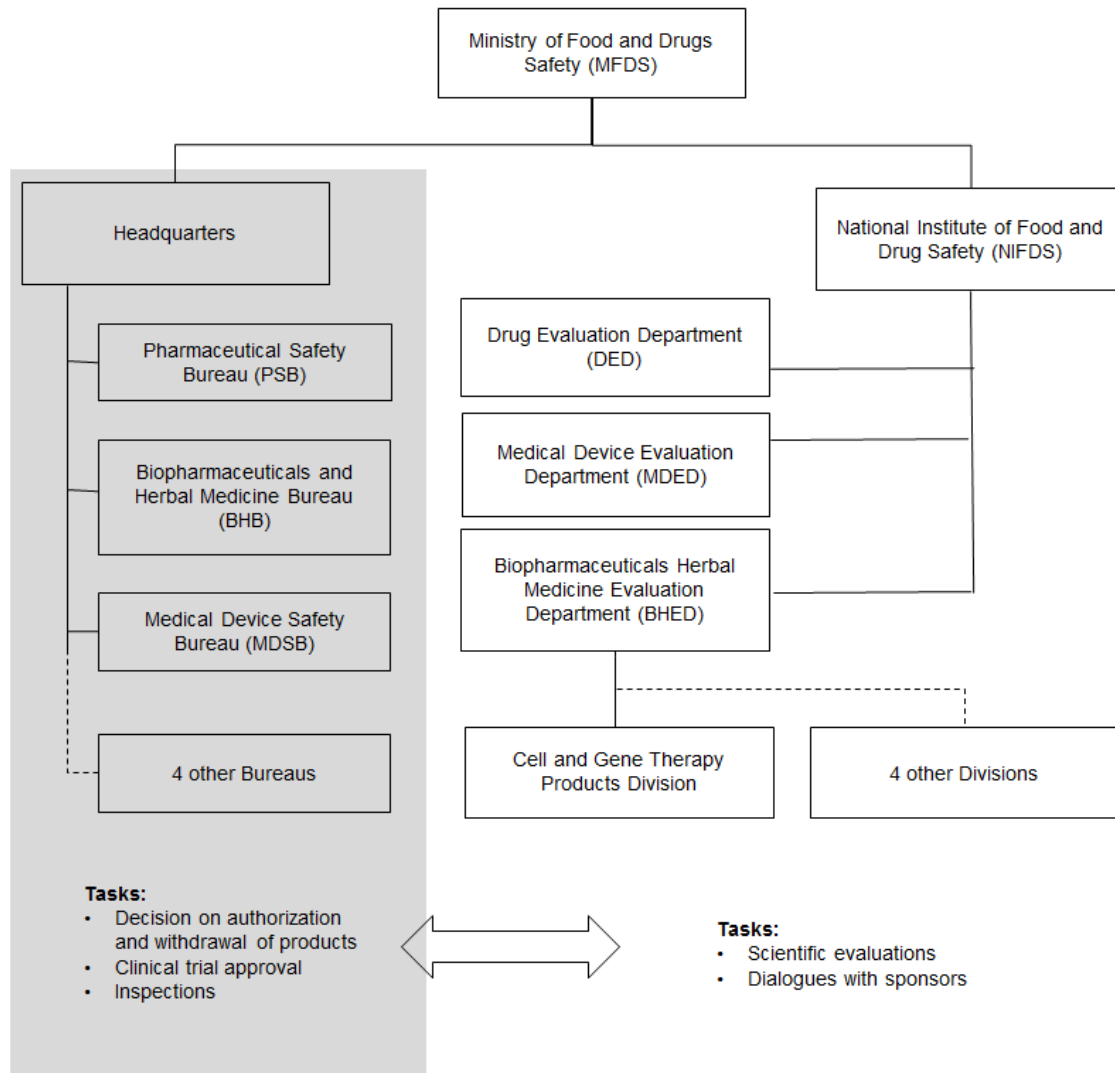 Ministry of Food and Drugs
Safety (MFDS)
Headquarters
National Institute of Food and
Drug Safety (NIFDS)
Pharmaceutical Safety
Bureau (PSB)
Biopharmaceuticals and
Herbal Medicine Bureau
(BHB)
Medical Device Safety
Bureau (MDSB)
4 other Bureaus
Drug Evaluation Department
(DED)
Medical Device Evaluation
Department (MDED)
Biopharmaceuticals Herbal
Medicine Evaluation
Department (BHED)
Cell and Gene Therapy
Products Division
4 other Divisions
Tasks:
• Decision on authorization
and withdrawal of products
• Clinical trial approval
• Inspections
Tasks:
• Scientific evaluations
• Dialogues with sponsors